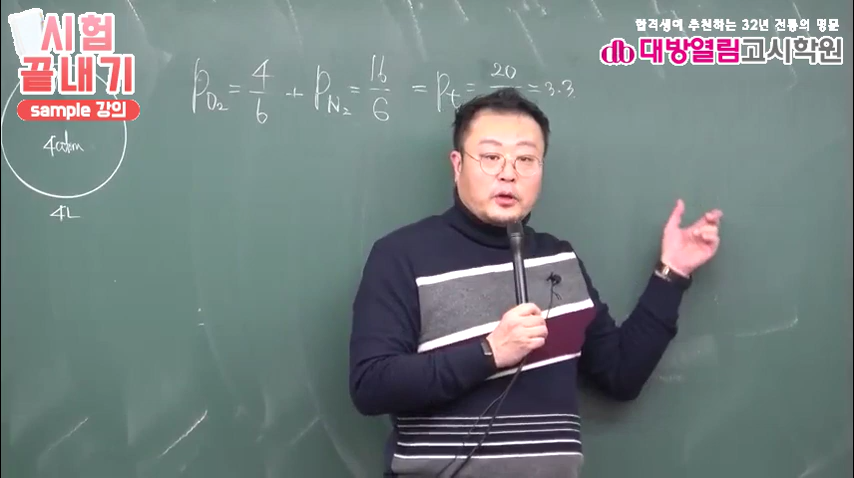 시험
끝내기
sample 강의
합격생이 추천하는 32년 전통의 명문
db 대방열림고시학원
P_O₂ = 4/6 + P_N₂ = 16/6 = P_t = 20 = 3.3
4atm
4L